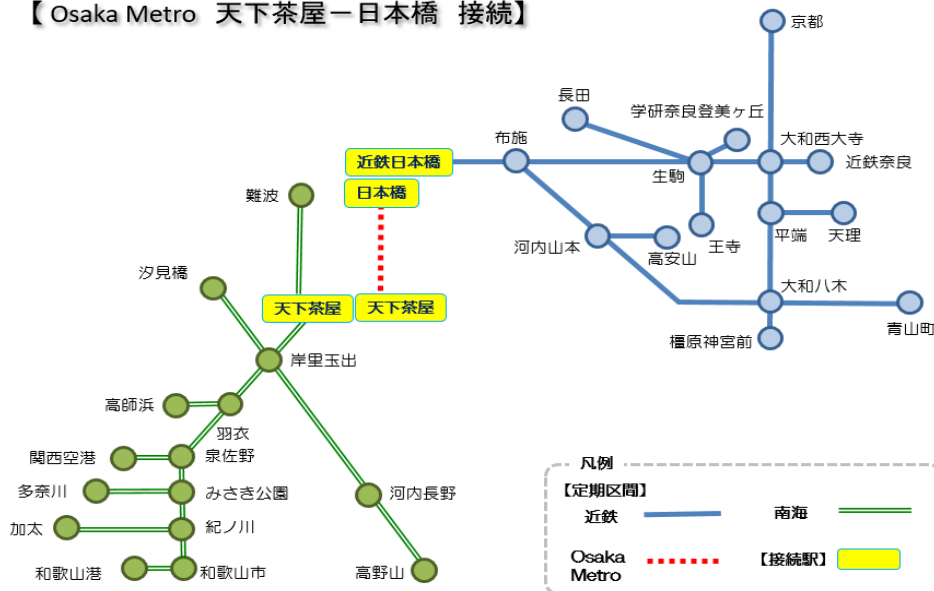 【 Osaka Metro 天下茶屋－日本橋 接続】
京都
長田
学研奈良登美ヶ丘
布施
大和西大寺
近鉄日本橋
近鉄奈良
生駒
日本橋
難波
河内山本
高安山
王寺
平端
天理
汐見橋
大和八木
天下茶屋
天下茶屋
青山町
橿原神宮前
岸里玉出
高師浜
羽衣
関西空港
泉佐野
多奈川
みさき公園
河内長野
加太
紀ノ川
和歌山港
和歌山市
高野山
凡例
【定期区間】
近鉄
南海
Osaka
Metro
【接続駅】